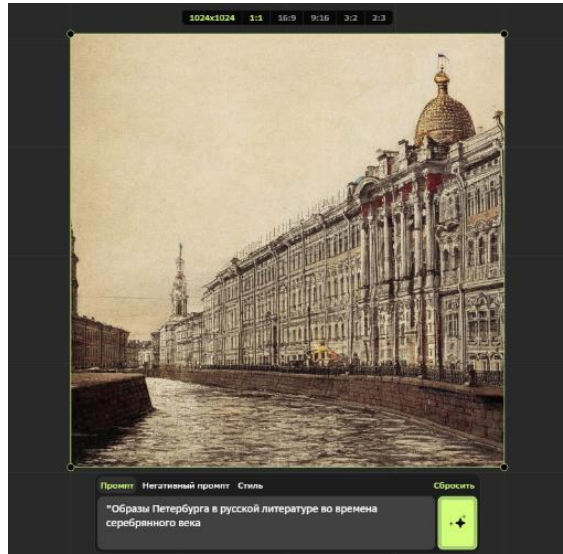 1024x1024 1:1 16:9 9:16 3:2 2:3
Промпт Негативный промпт Стиль Сбросить
"Образы Петербурга в русской литературе во времена
серебрянного века